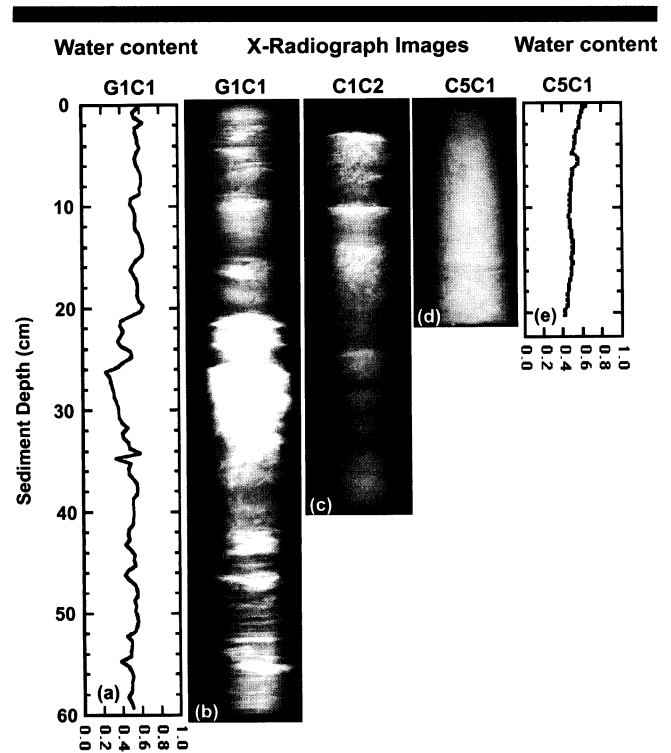 Water content X-Radiograph Images Water content
G1C1 G1C1 C1C2 C5C1 C5C1
0
10
20
30
40
50
60
Sediment Depth (cm)
(a)
(b)
(c)
(d)
(e)
0.0 0.2 0.4 0.6 0.8 1.0
0.0 0.2 0.4 0.6 0.8 1.0